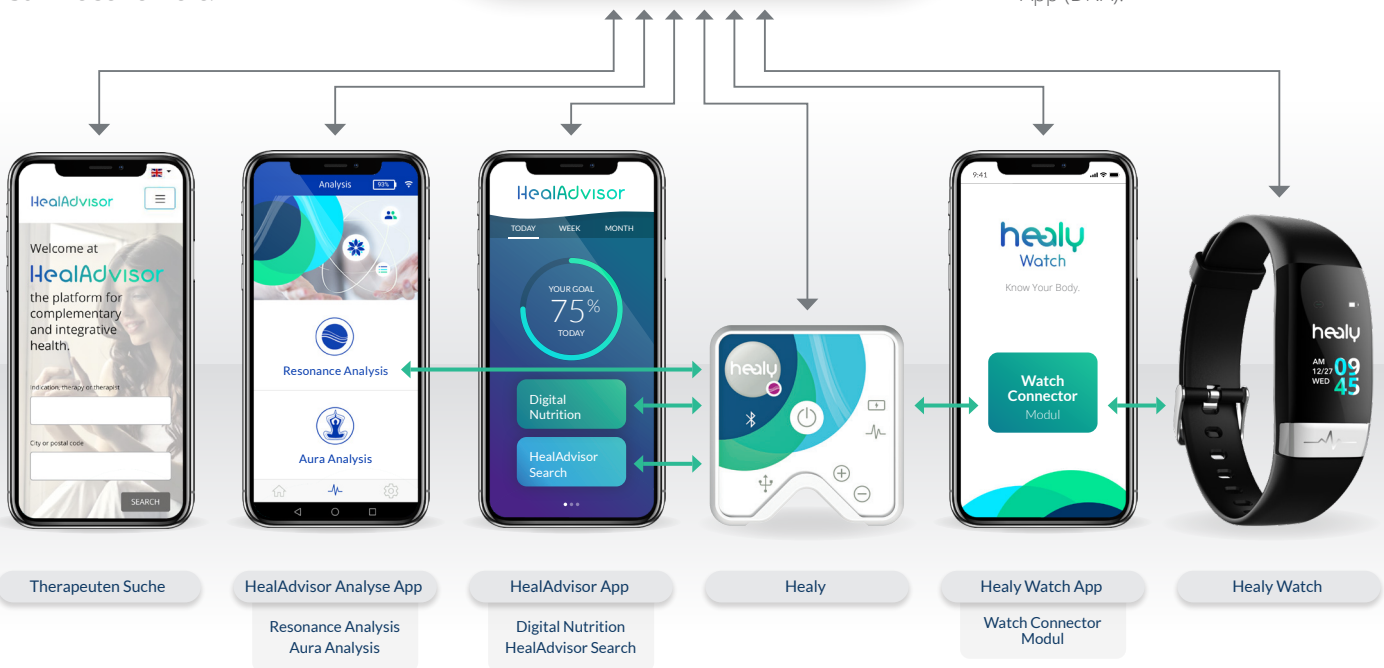 App (DNA).
HealAdvisor
Welcome at
HealAdvisor
the platform for
complementary
and integrative
health.
Indication, therapy or therapist
City or postal code
SEARCH
Analysis
93%
Resonance Analysis
Aura Analysis
HealAdvisor
TODAY WEEK MONTH
YOUR GOAL
75%
TODAY
Digital
Nutrition
HealAdvisor
Search
healy
9:41
healy
Watch
Know Your Body.
Watch
Connector
Modul
healy
AM
12/27
WED
09
45
Therapeuten Suche
HealAdvisor Analyse App
Resonance Analysis
Aura Analysis
HealAdvisor App
Digital Nutrition
HealAdvisor Search
Healy
Healy Watch App
Watch Connector
Modul
Healy Watch